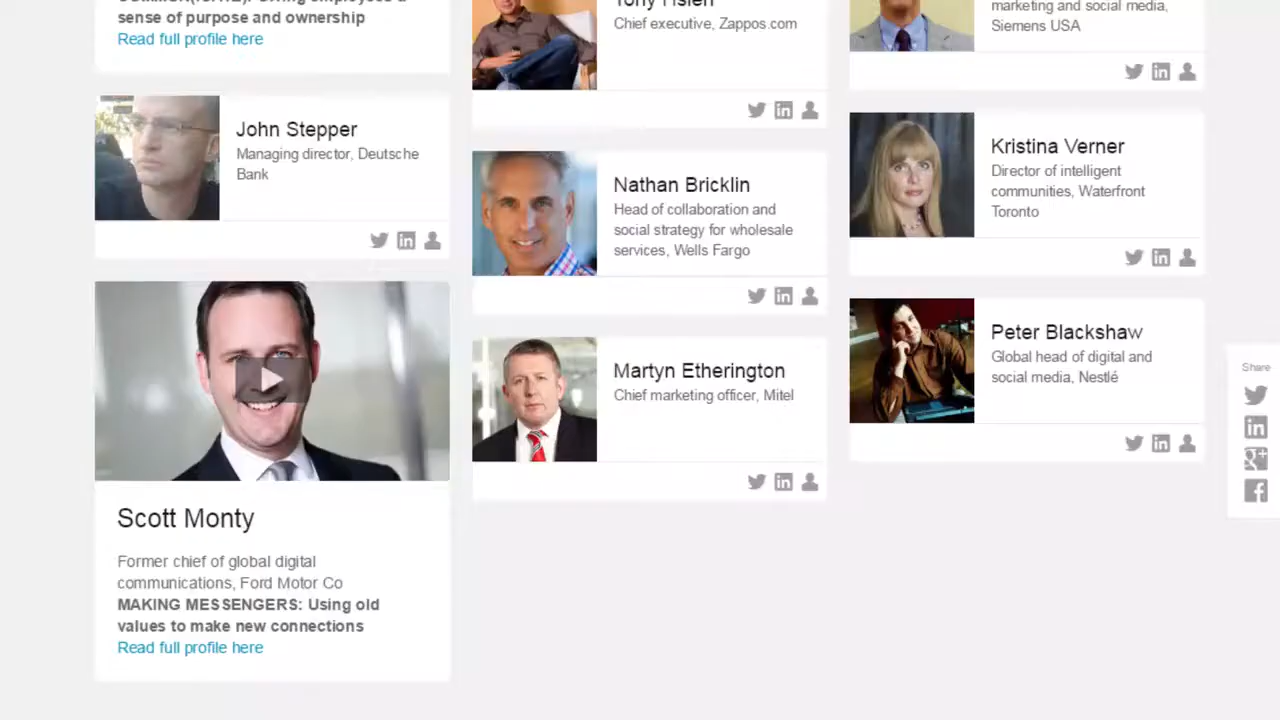 sense of purpose and ownership
Read full profile here
John Stepper
Managing director, Deutsche
Bank
Scott Monty
Former chief of global digital
communications, Ford Motor Co
MAKING MESSENGERS: Using old
values to make new connections
Read full profile here
Tony Hsieh
Chief executive, Zappos.com
Nathan Bricklin
Head of collaboration and
social strategy for wholesale
services, Wells Fargo
Martyn Etherington
Chief marketing officer, Mitel
marketing and social media,
Siemens USA
Kristina Verner
Director of intelligent
communities, Waterfront
Toronto
Peter Blackshaw
Global head of digital and
social media, Nestlé
Share